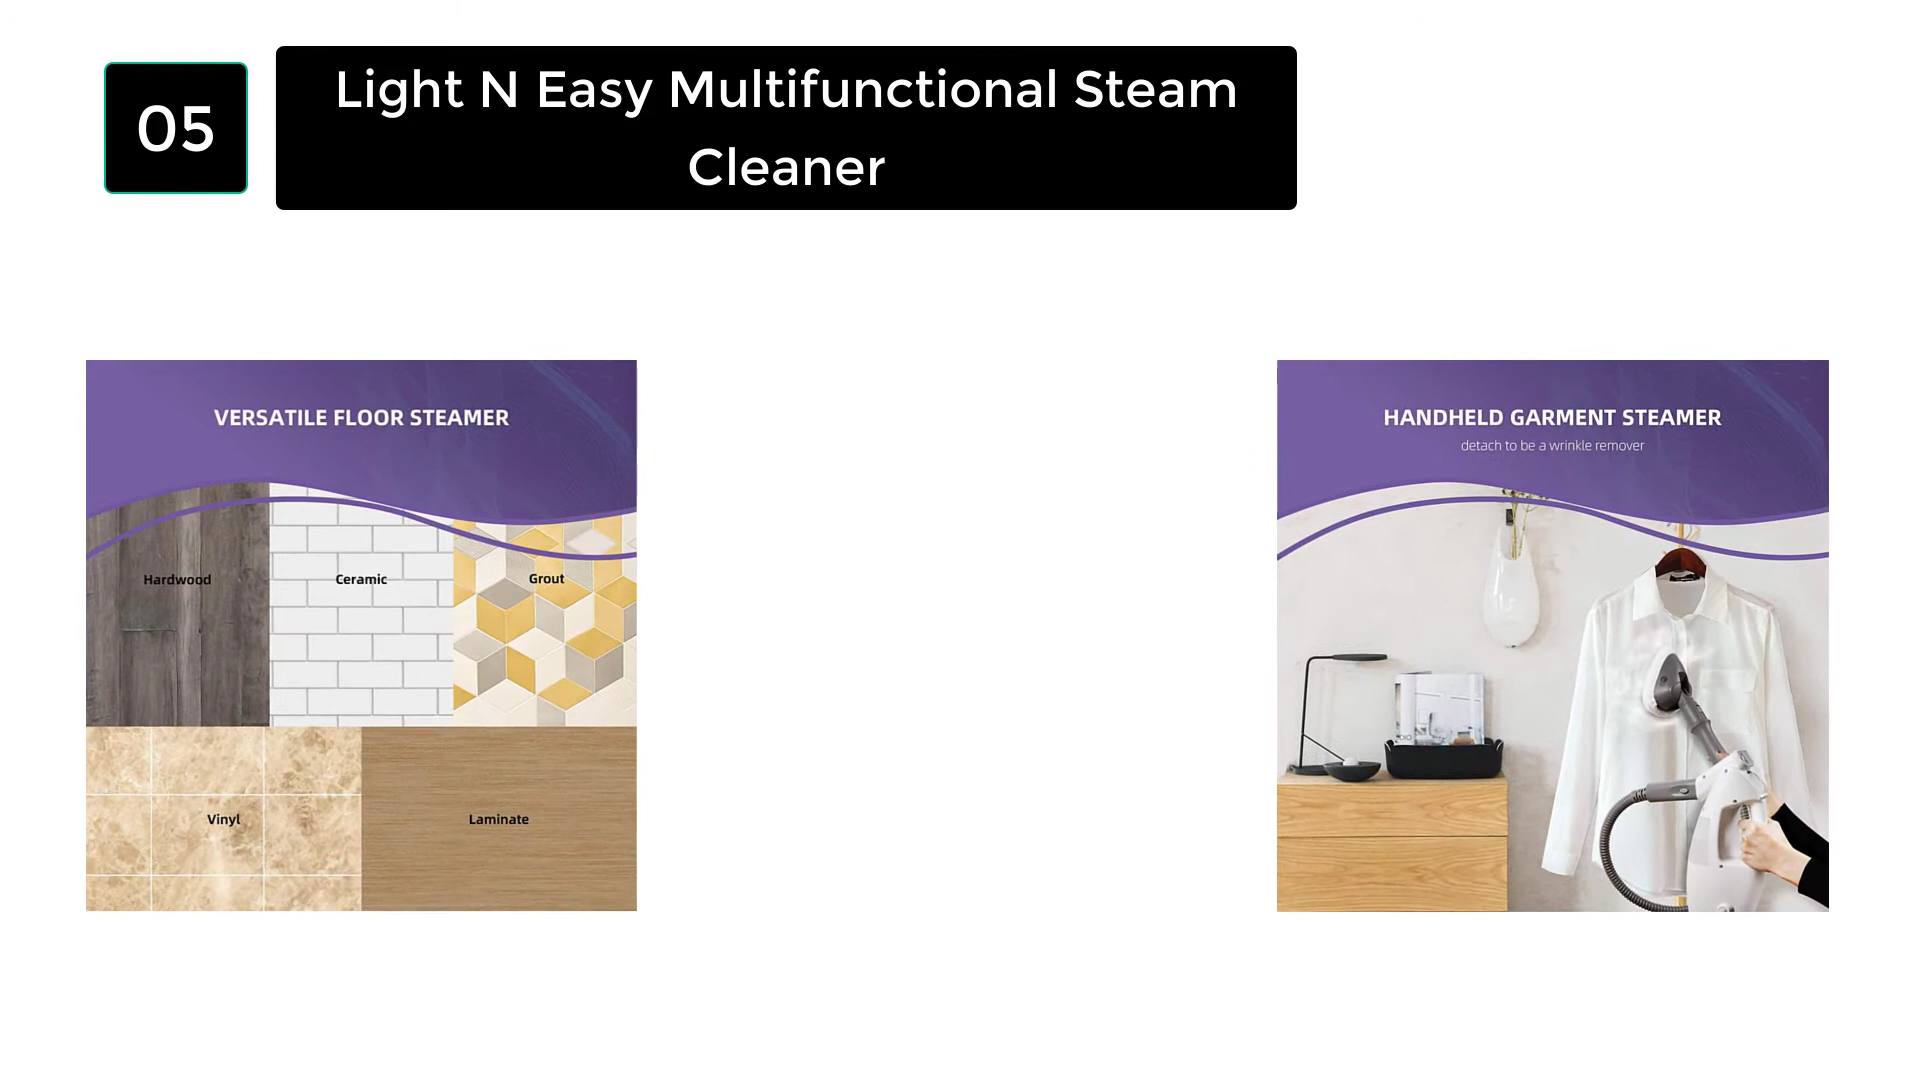 05
Light N Easy Multifunctional Steam
Cleaner
VERSATILE FLOOR STEAMER
Hardwood
Ceramic
Grout
Vinyl
Laminate
HANDHELD GARMENT STEAMER
detach to be a wrinkle remover